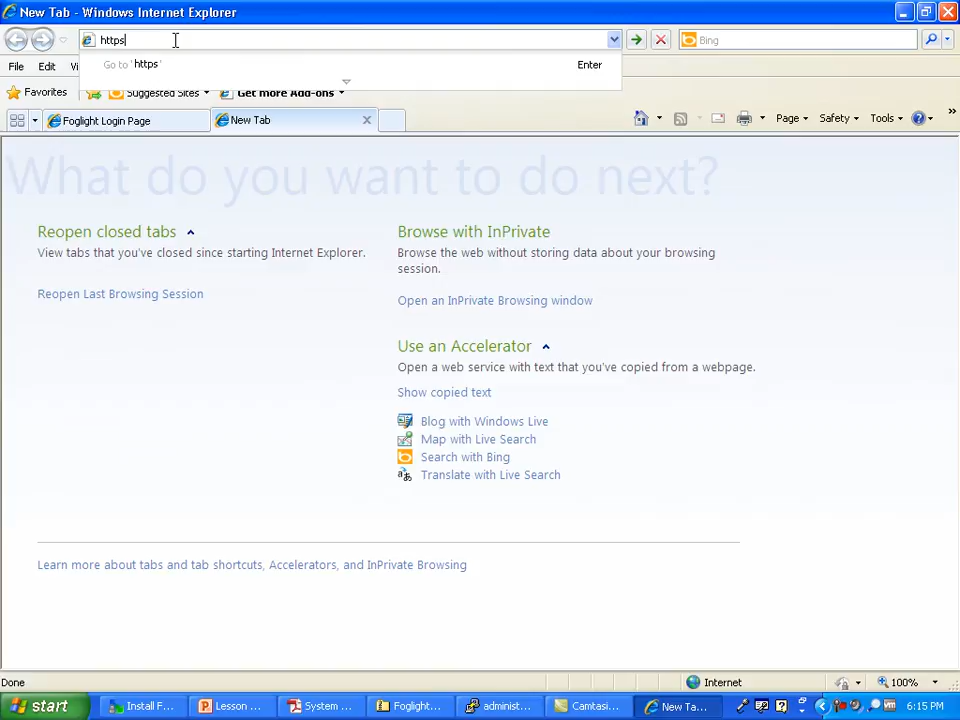 New Tab - Windows Internet Explorer
https
Bing
File Edit Vi
Go to 'https' Enter
Favorites Suggested Sites Get more Add-ons
Foglight Login Page
New Tab
Page Safety Tools
What do you want to do next?
Reopen closed tabs
View tabs that you've closed since starting Internet Explorer.
Reopen Last Browsing Session
Browse with InPrivate
Browse the web without storing data about your browsing
session.
Open an InPrivate Browsing window
Use an Accelerator
Open a web service with text that you've copied from a webpage.
Show copied text
Blog with Windows Live
Map with Live Search
Search with Bing
Translate with Live Search
Learn more about tabs and tab shortcuts, Accelerators, and InPrivate Browsing
Done Internet 100%
start Install F... Lesson ... System ... Foglight... administ... Camtasi... New Ta... 6:15 PM